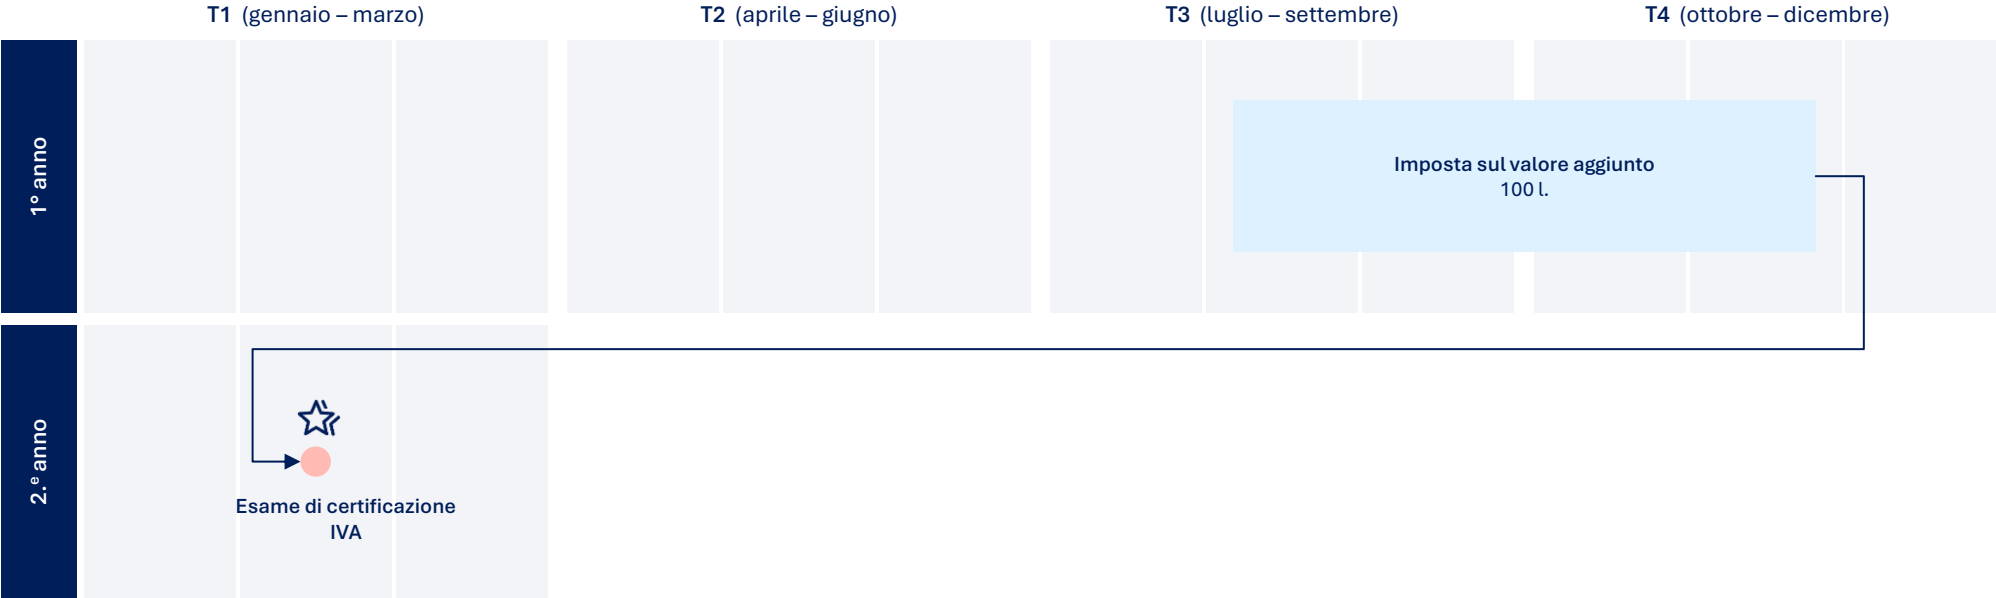 T1 (gennaio – marzo)
T2 (aprile – giugno)
T3 (luglio – settembre)
T4 (ottobre – dicembre)
1° anno
Imposta sul valore aggiunto
100 l.
2.ᵉ anno
Esame di certificazione
IVA